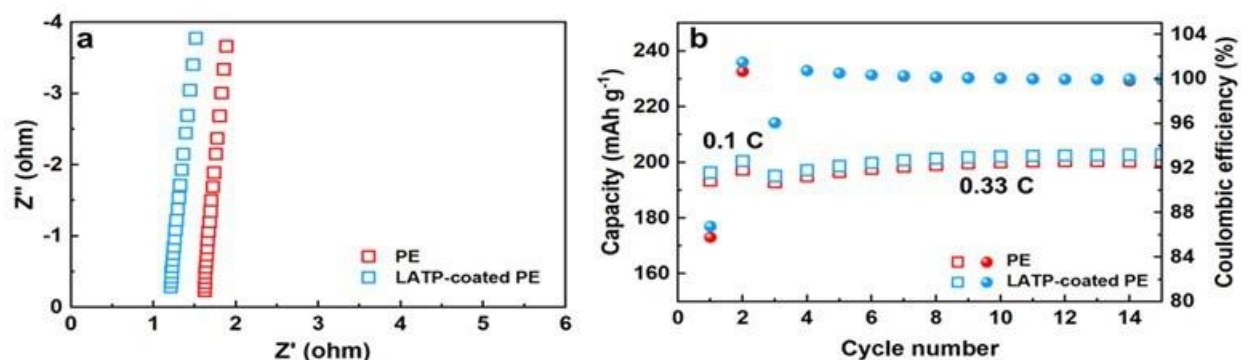 a
-4
-3
-2
-1
0
Z'' (ohm)
PE
LATP-coated PE
0 1 2 3 4 5 6
Z' (ohm)
b
240
220
200
180
160
Capacity (mAh g⁻¹)
0.1 C
0.33 C
PE
LATP-coated PE
104
100
96
92
88
84
80
Coulombic efficiency (%)
0 2 4 6 8 10 12 14
Cycle number